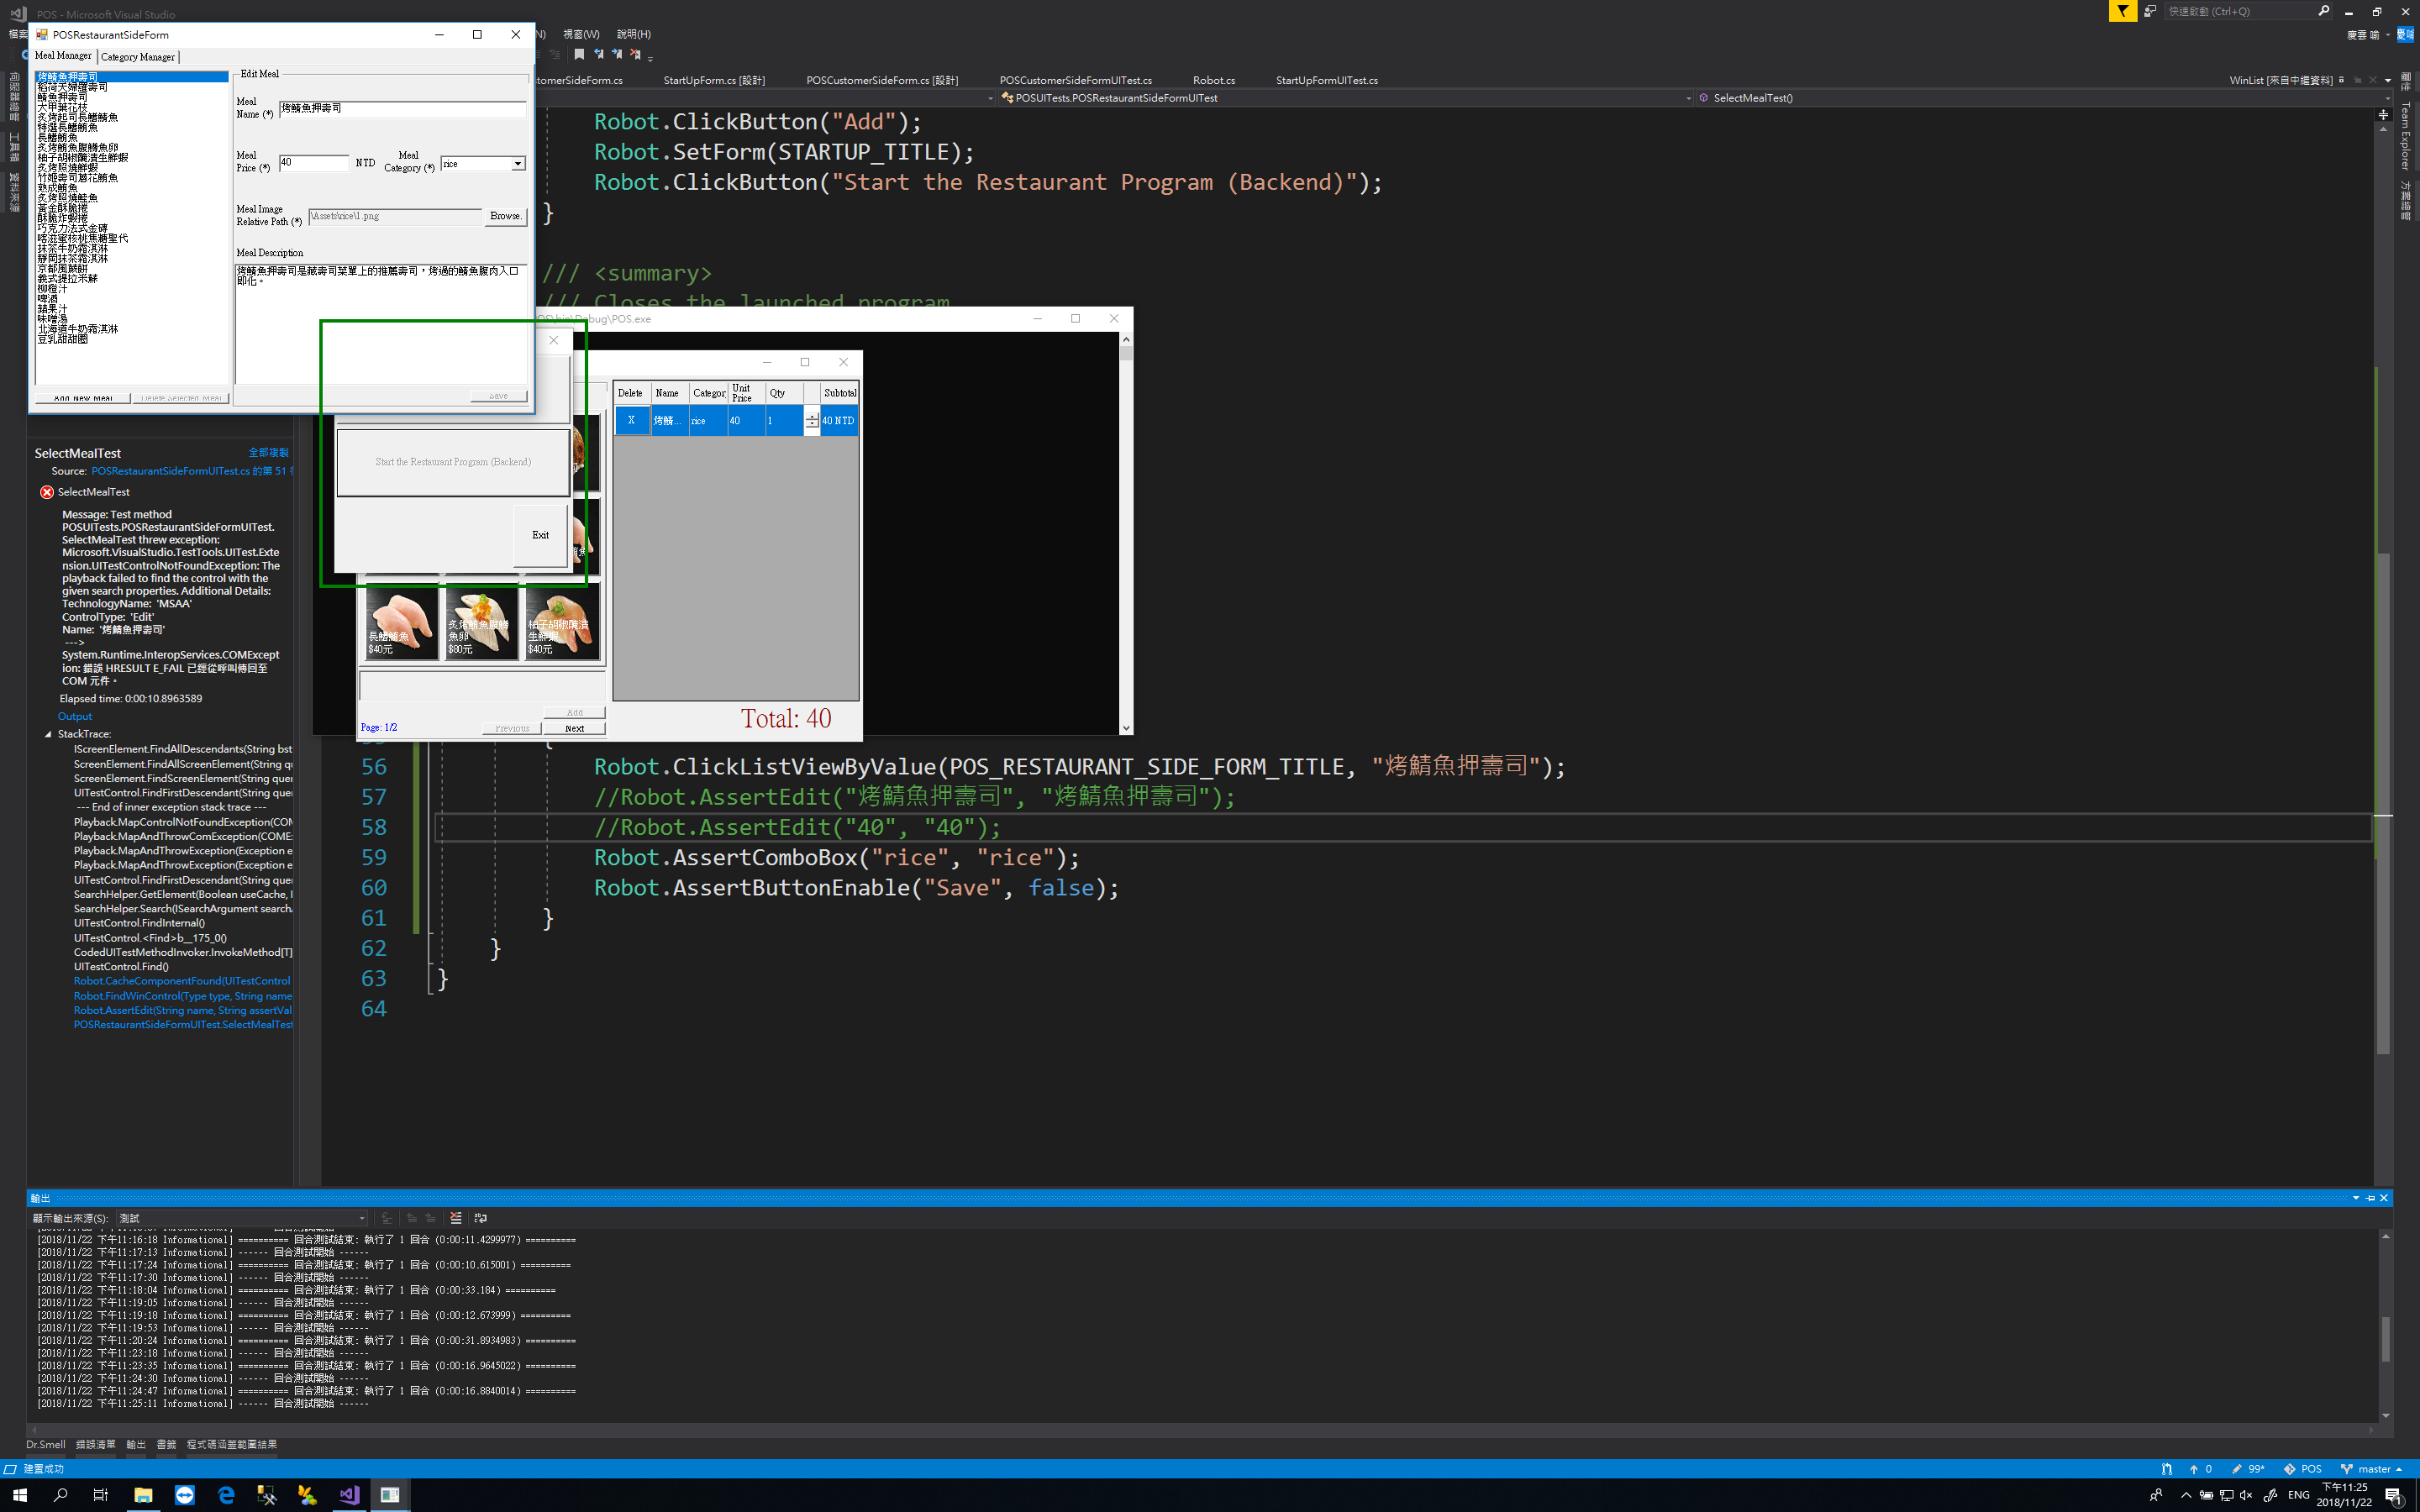 POS - Microsoft Visual Studio
快速啟動 (Ctrl+Q)
檔案
N)
視窗(W)
說明(H)
慶雲 喻
POSRestaurantSideForm
Meal Manager
Category Manager
tomerSideForm.cs
StartUpForm.cs [設計]
POSCustomerSideForm.cs [設計]
POSCustomerSideFormUITest.cs
Robot.cs
StartUpFormUITest.cs
WinList [來自中繼資料]
POSUITests.POSRestaurantSideFormUITest
SelectMealTest()
Team Explorer
工具箱
烤鯖魚押壽司
稻荷天婦羅壽司
鯖魚押壽司
大甲葉花枝
炙烤起司長鰭鮪魚
特選長鰭鮪魚
長鰭鮪魚
炙烤鮪魚腹鱒魚卵
柚子胡椒醃漬生鮮蝦
炙烤照燒鮮蝦
竹姬壽司蔥花鮪魚
熟成鮪魚
炙烤照燒鮭魚
黃金酥脆捲
酥脆炸蝦捲
巧克力法式金磚
喀滋蜜核桃焦糖聖代
抹茶牛奶霜淇淋
靜岡抹茶霜淇淋
京都風蕨餅
義式提拉米蘇
柳橙汁
啤酒
蘋果汁
味噌湯
北海道牛奶霜淇淋
豆乳甜甜圈
Add New Meal
Delete Selected Meal
Edit Meal
Meal
Name (*)
烤鯖魚押壽司
Meal
Price (*)
40
NTD
Meal
Category (*)
rice
Meal Image
Relative Path (*)
\Assets\rice\1.png
Browse.
Meal Description
烤鯖魚押壽司是藏壽司菜單上的推薦壽司，烤過的鯖魚腹肉入口
即化。
Save
Robot.ClickButton("Add");
Robot.SetForm(STARTUP_TITLE);
Robot.ClickButton("Start the Restaurant Program (Backend)");
}
/// <summary>
/// Closes the launched program
OS\bin\Debug\POS.exe
Start the Restaurant Program (Backend)
Exit
Delete
Name
Categor
Unit
Price
Qty
Subtotal
X
烤鯖...
rice
40
1
40 NTD
長鰭鮪魚
$40元
炙烤鮪魚腹鱒
魚卵
$80元
柚子胡椒醃漬
生鮮蝦
$40元
Add
Page: 1/2
Previous
Next
Total: 40
SelectMealTest
全部複製
Source: POSRestaurantSideFormUITest.cs 的第 51 行
SelectMealTest
Message: Test method
POSUITests.POSRestaurantSideFormUITest.
SelectMealTest threw exception:
Microsoft.VisualStudio.TestTools.UITest.Exte
nsion.UITestControlNotFoundException: The
playback failed to find the control with the
given search properties. Additional Details:
TechnologyName: 'MSAA'
ControlType: 'Edit'
Name: '烤鯖魚押壽司'
--->
System.Runtime.InteropServices.COMExcept
ion: 錯誤 HRESULT E_FAIL 已經從呼叫傳回至
COM 元件。
Elapsed time: 0:00:10.8963589
Output
StackTrace:
IScreenElement.FindAllDescendants(String bst
ScreenElement.FindAllScreenElement(String qu
ScreenElement.FindScreenElement(String quer
UITestControl.FindFirstDescendant(String quer
--- End of inner exception stack trace ---
Playback.MapControlNotFoundException(COM
Playback.MapAndThrowComException(COMEx
Playback.MapAndThrowException(Exception e
Playback.MapAndThrowException(Exception e
UITestControl.FindFirstDescendant(String quer
SearchHelper.GetElement(Boolean useCache, I
SearchHelper.Search(ISearchArgument search
UITestControl.FindInternal()
UITestControl.<Find>b__175_0()
CodedUITestMethodInvoker.InvokeMethod[T]
UITestControl.Find()
Robot.CacheComponentFound(UITestControl
Robot.FindWinControl(Type type, String name
Robot.AssertEdit(String name, String assertVal
POSRestaurantSideFormUITest.SelectMealTest
56 Robot.ClickListViewByValue(POS_RESTAURANT_SIDE_FORM_TITLE, "烤鯖魚押壽司");
57 //Robot.AssertEdit("烤鯖魚押壽司", "烤鯖魚押壽司");
58 //Robot.AssertEdit("40", "40");
59 Robot.AssertComboBox("rice", "rice");
60 Robot.AssertButtonEnable("Save", false);
61 }
62 }
63 }
64
輸出
顯示輸出來源(S): 測試
[2018/11/22 下午11:16:18 Informational] ========== 回合測試結束: 執行了 1 回合 (0:00:11.4299977) ==========
[2018/11/22 下午11:17:13 Informational] ------ 回合測試開始 ------
[2018/11/22 下午11:17:24 Informational] ========== 回合測試結束: 執行了 1 回合 (0:00:10.615001) ==========
[2018/11/22 下午11:17:30 Informational] ------ 回合測試開始 ------
[2018/11/22 下午11:18:04 Informational] ========== 回合測試結束: 執行了 1 回合 (0:00:33.184) ==========
[2018/11/22 下午11:19:05 Informational] ------ 回合測試開始 ------
[2018/11/22 下午11:19:18 Informational] ========== 回合測試結束: 執行了 1 回合 (0:00:12.673999) ==========
[2018/11/22 下午11:19:53 Informational] ------ 回合測試開始 ------
[2018/11/22 下午11:20:24 Informational] ========== 回合測試結束: 執行了 1 回合 (0:00:31.8934983) ==========
[2018/11/22 下午11:23:18 Informational] ------ 回合測試開始 ------
[2018/11/22 下午11:23:35 Informational] ========== 回合測試結束: 執行了 1 回合 (0:00:16.9645022) ==========
[2018/11/22 下午11:24:30 Informational] ------ 回合測試開始 ------
[2018/11/22 下午11:24:47 Informational] ========== 回合測試結束: 執行了 1 回合 (0:00:16.8840014) ==========
[2018/11/22 下午11:25:11 Informational] ------ 回合測試開始 ------
Dr.Smell
錯誤清單
輸出
書籤
程式碼涵蓋範圍結果
建置成功
0
99*
POS
master
ENG
下午11:25
2018/11/22
1